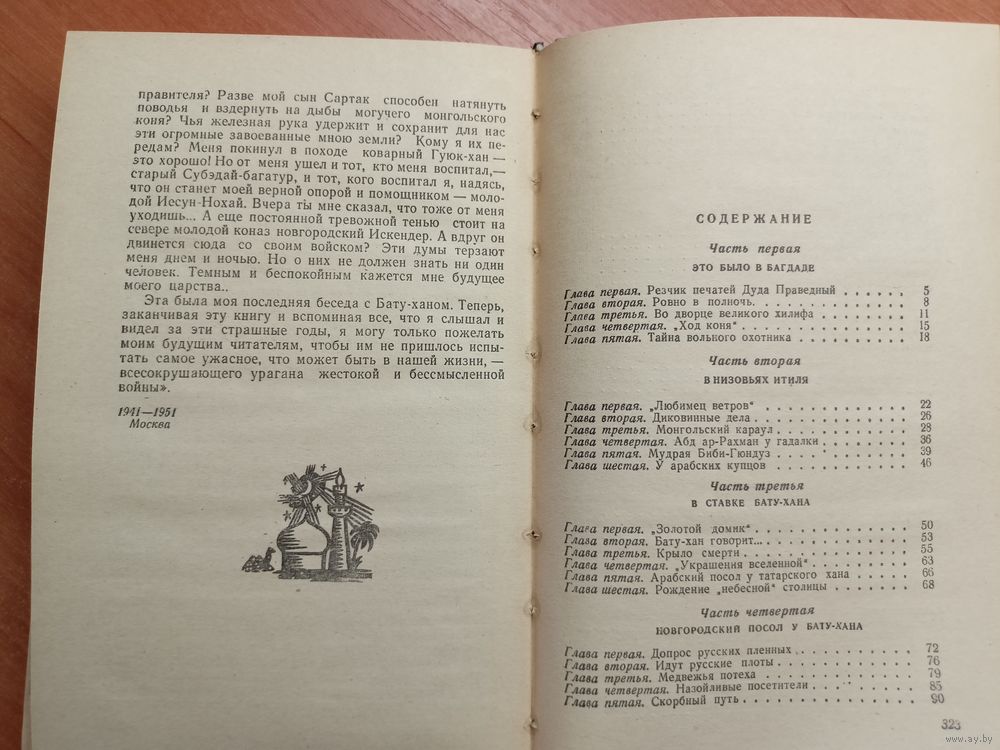 правителя? Разве мой сын Сартак способен натянуть
поводья и вздернуть на дыбы могучего монгольского
коня? Чья железная рука удержит и сохранит для нас
эти огромные завоеванные мною земли? Кому я их пе-
редам? Меня покинул в походе коварный Гуюк-хан —
это хорошо! Но от меня ушел и тот, кто меня воспитал,—
старый Субэдай-багатур, и тот, кого воспитал я, надясь,
что он станет моей верной опорой и помощником — моло-
дой Иесун-Нохай. Вчера ты мне сказал, что тоже от меня
уходишь... А еще постоянной тревожной тенью стоит на
севере молодой коназ новгородский Искендер. А вдруг он
двинется сюда со своим войском? Эти думы терзают
меня днем и ночью. Но о них не должен знать ни один
человек. Темным и беспокойным кажется мне будущее
моего царства..
Эта была моя последняя беседа с Бату-ханом. Теперь,
заканчивая эту книгу и вспоминая все, что я слышал и
видел за эти страшные годы, я могу только пожелать
моим будущим читателям, чтобы им не пришлось испы-
тать самое ужасное, что может быть в нашей жизни, —
всесокрушающего урагана жестокой и бессмысленной
войны».
1941—1951
Москва
СОДЕРЖАНИЕ
Часть первая
ЭТО БЫЛО В БАГДАДЕ
Глава первая. Резчик печатей Дуда Праведный . . . . . . 5
Глава вторая. Ровно в полночь. . . . . . . . . . . . 8
Глава третья. Во дворце великого халифа . . . . . . . 11
Глава четвертая. „Ход коня“ . . . . . . . . . . . . 15
Глава пятая. Тайна вольного охотника . . . . . . . . 18
Часть вторая
В НИЗОВЬЯХ ИТИЛЯ
Глава первая. „Любимец ветров“ . . . . . . . . . . . 22
Глава вторая. Диковинные дела . . . . . . . . . . . 26
Глава третья. Монгольский караул . . . . . . . . . . 28
Глава четвертая. Абд ар-Рахман у гадалки . . . . . . . 36
Глава пятая. Мудрая Биби-Гюндуз . . . . . . . . . . 39
Глава шестая. У арабских купцов . . . . . . . . . . 46
Часть третья
В СТАВКЕ БАТУ-ХАНА
Глава первая. „Золотой домик“ . . . . . . . . . . . 50
Глава вторая. Бату-хан говорит... . . . . . . . . . . 53
Глава третья. Крыло смерти . . . . . . . . . . . . 55
Глава четвертая. „Украшения вселенной“ . . . . . . . . 63
Глава пятая. Арабский посол у татарского хана . . . . . 66
Глава шестая. Рождение „небесной“ столицы . . . . . . 68
Часть четвертая
НОВГОРОДСКИЙ ПОСОЛ У БАТУ-ХАНА
Глава первая. Допрос русских пленных . . . . . . . . . 72
Глава вторая. Идут русские плоты . . . . . . . . . . 76
Глава третья. Медвежья потеха . . . . . . . . . . . 79
Глава четвертая. Назойливые посетители . . . . . . . . 85
Глава пятая. Скорбный путь . . . . . . . . . . . . 90
323
www.ay.by